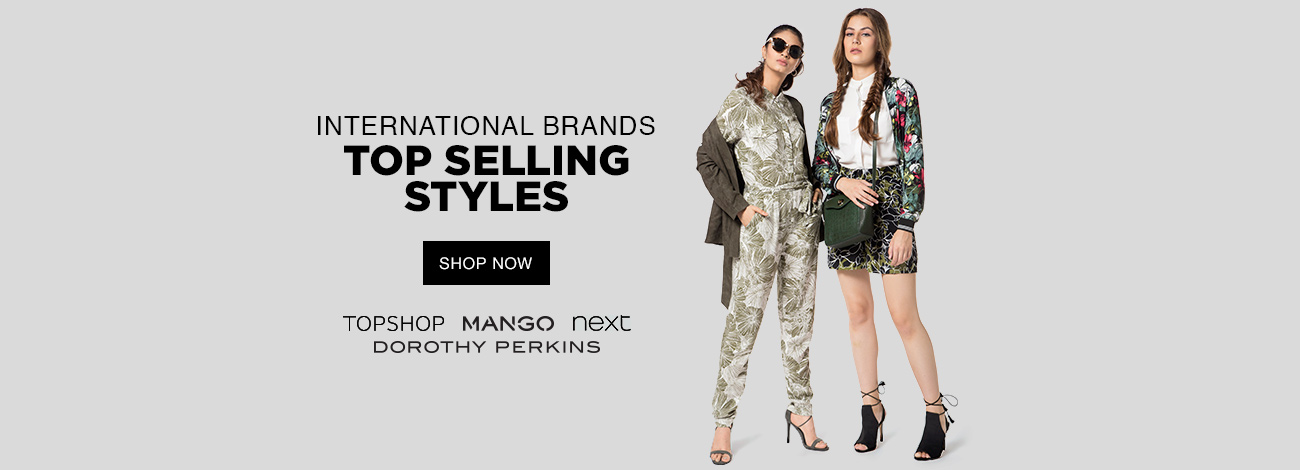 INTERNATIONAL BRANDS
TOP SELLING
STYLES
SHOP NOW
TOPSHOP MANGO next
DOROTHY PERKINS